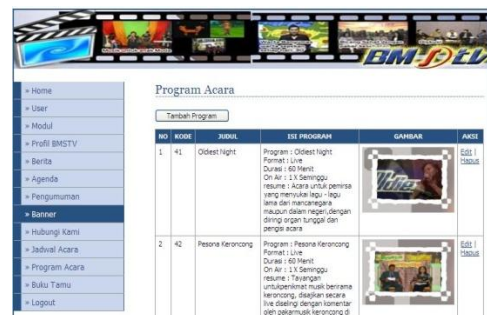 BMSTV
» Home
» User
» Modul
» Profil BMSTV
» Berita
» Agenda
» Pengumuman
» Banner
» Hubungi Kami
» Jadwal Acara
» Program Acara
» Buku Tamu
» Logout
Program Acara
Tambah Program
NO KODE JUDUL ISI PROGRAM GAMBAR AKSI
1 41 Oldiest Night
Program : Oldiest Night
Format : Live
Durasi : 60 Menit
On Air : 1 X Seminggu
resume : Acara untuk pemirsa
yang menyukai lagu - lagu
lama dari mancanegara
maupun dalam negeri,dengan
diringi organ tunggal dan
pengisi acara
Edit |
Hapus
2 42 Pesona Keroncong
Program : Pesona Keroncong
Format : Live
Durasi : 60 Menit
On Air : 1 X Seminggu
resume : Tayangan
untukpenikmat musik berirama
keroncong, disajikan secara
live diselingi dengan komentar
oleh pakarmusik keroncong di
Edit |
Hapus